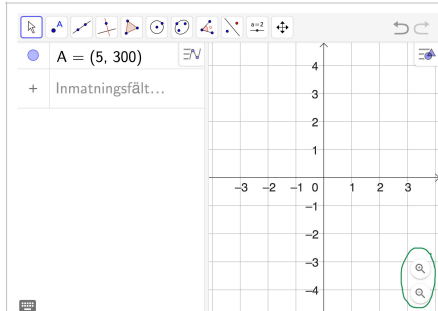 A
a=2
A = (5, 300)
+ Inmatningsfält…
4
3
2
1
−3 −2 −1 0 1 2 3
−1
−2
−3
−4